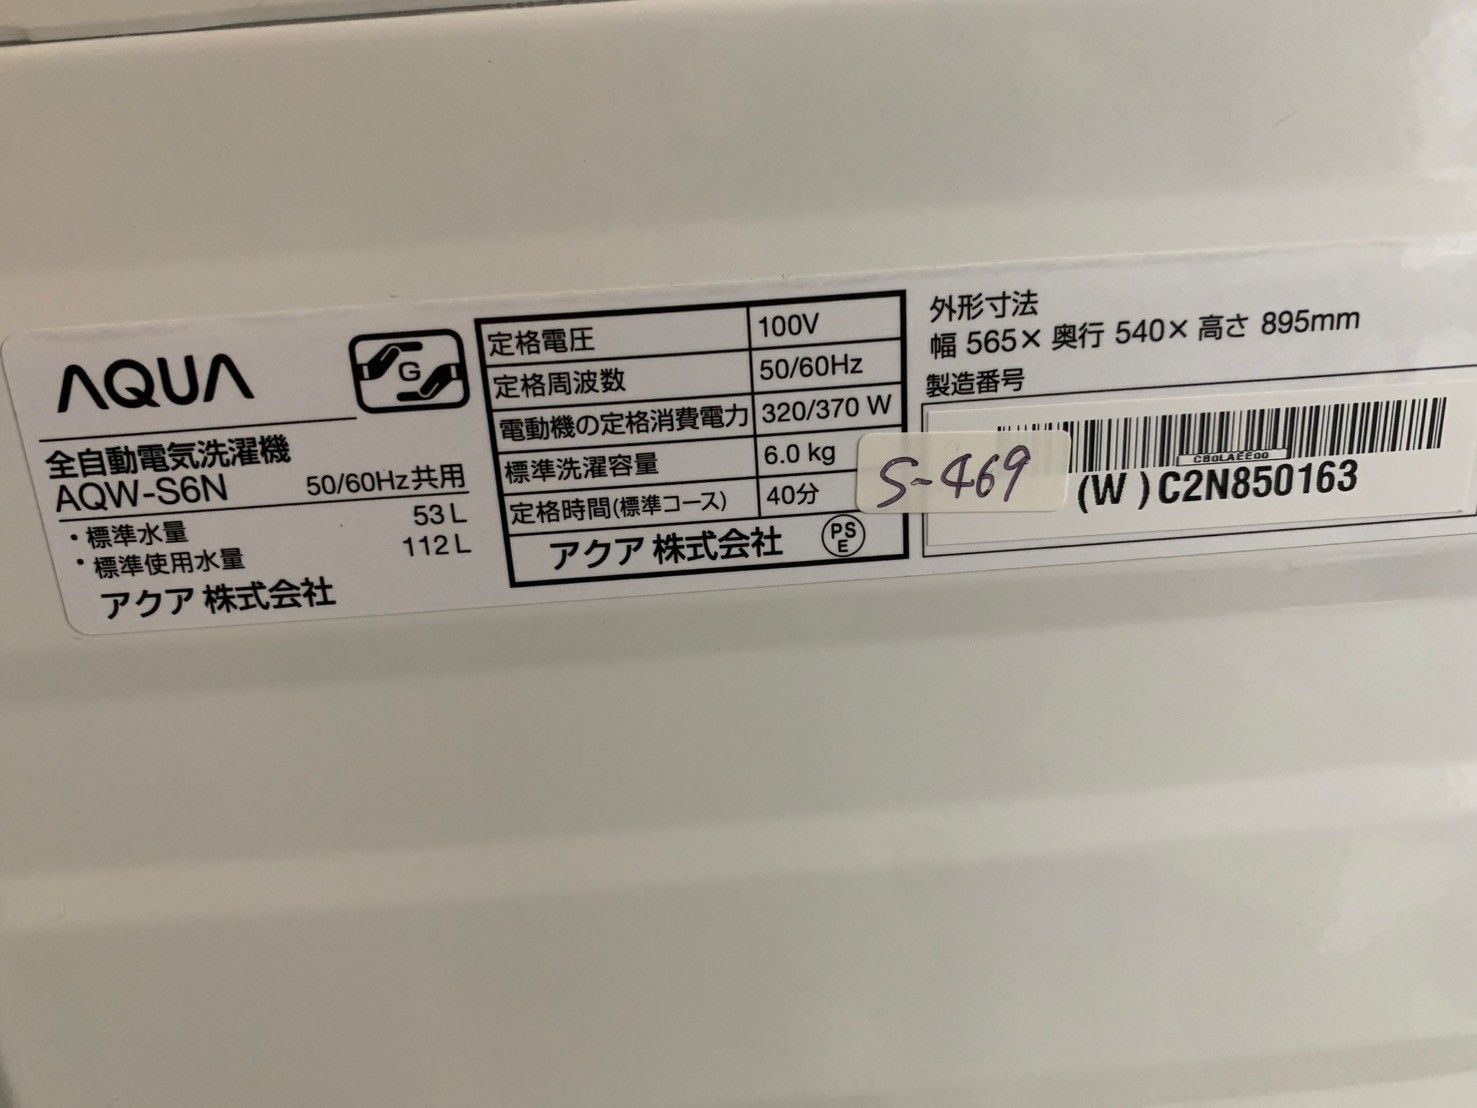 AQUA
G
全自動電気洗濯機
AQW-S6N 50/60Hz共用
・標準水量 53L
・標準使用水量 112L
アクア 株式会社
定格電圧 100V
定格周波数 50/60Hz
電動機の定格消費電力 320/370 W
標準洗濯容量 6.0 kg
定格時間(標準コース) 40分
アクア 株式会社 PSE
外形寸法
幅 565× 奥行 540× 高さ 895mm
製造番号
C80LAEE00
(W)C2N850163
S-469